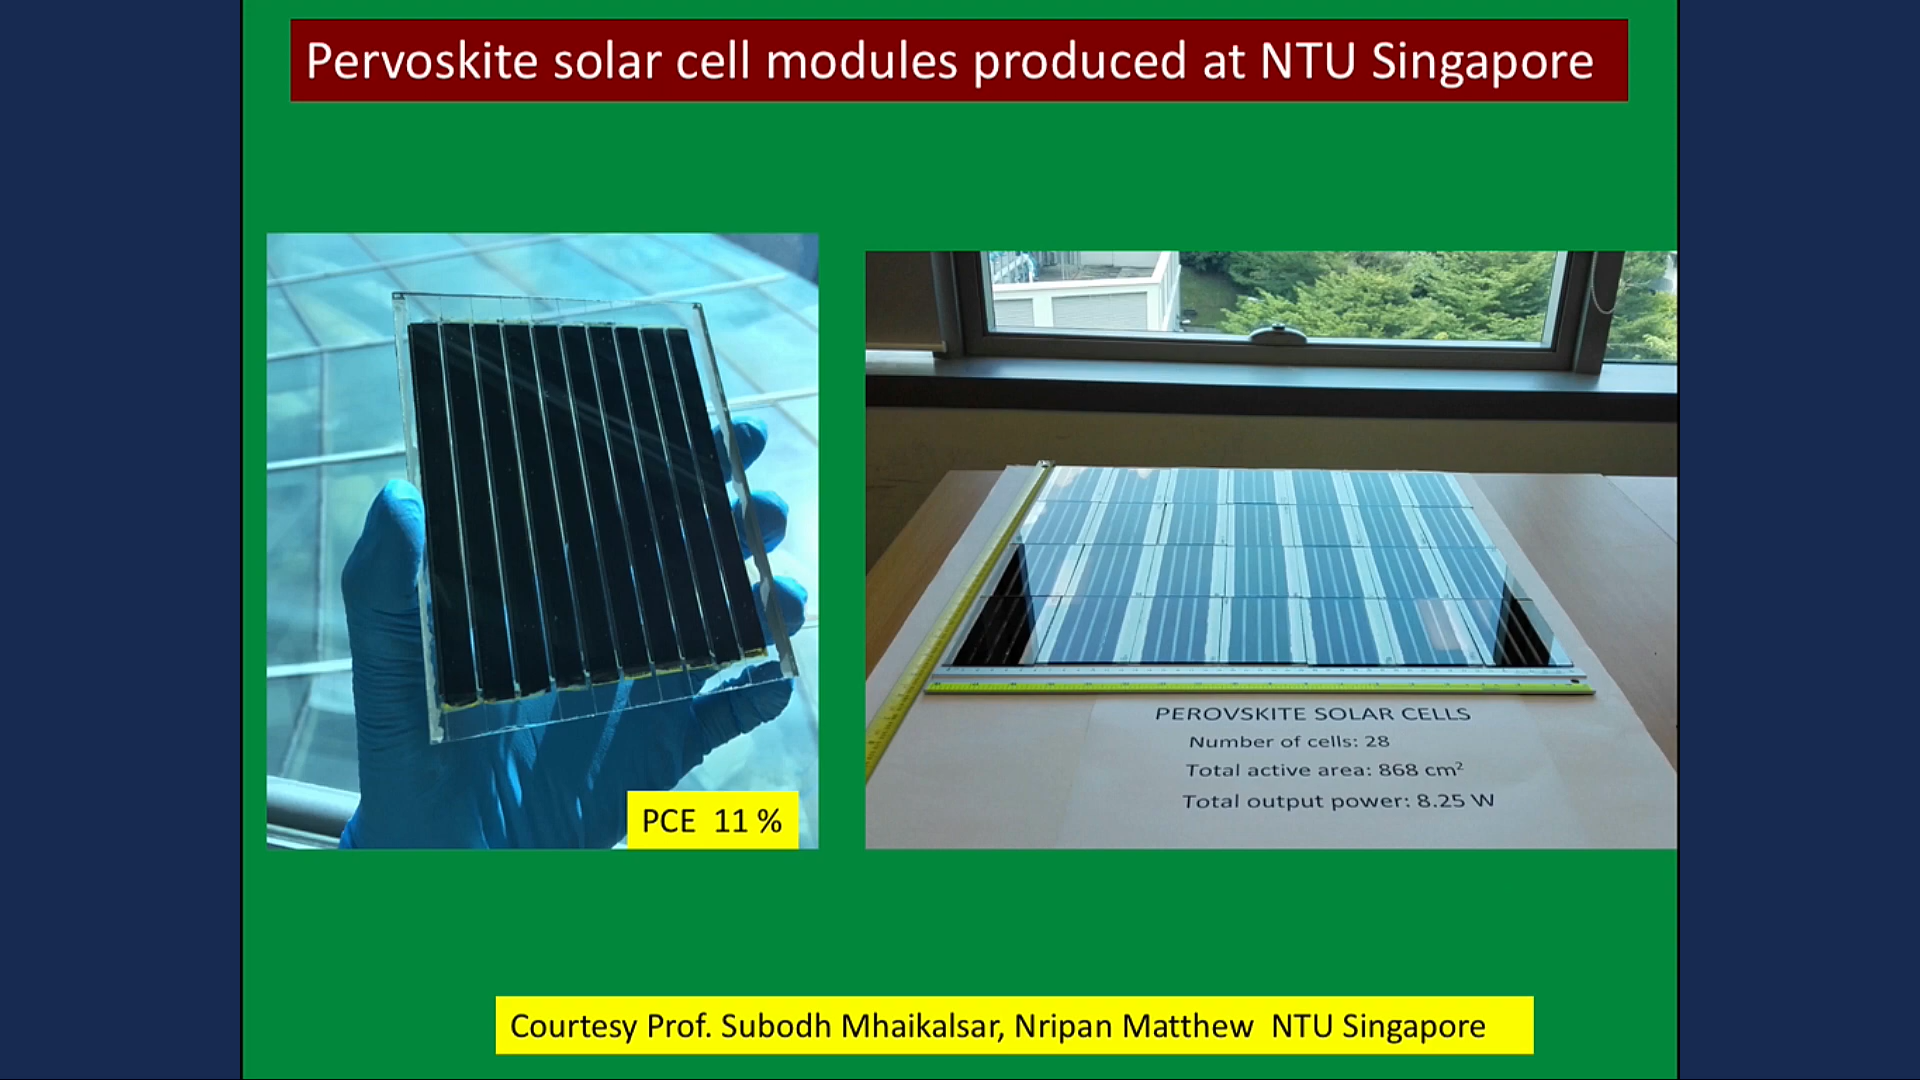 Pervoskite solar cell modules produced at NTU Singapore
PCE 11 %
PEROVSKITE SOLAR CELLS
Number of cells: 28
Total active area: 868 cm²
Total output power: 8.25 W
Courtesy Prof. Subodh Mhaikalsar, Nripan Matthew NTU Singapore